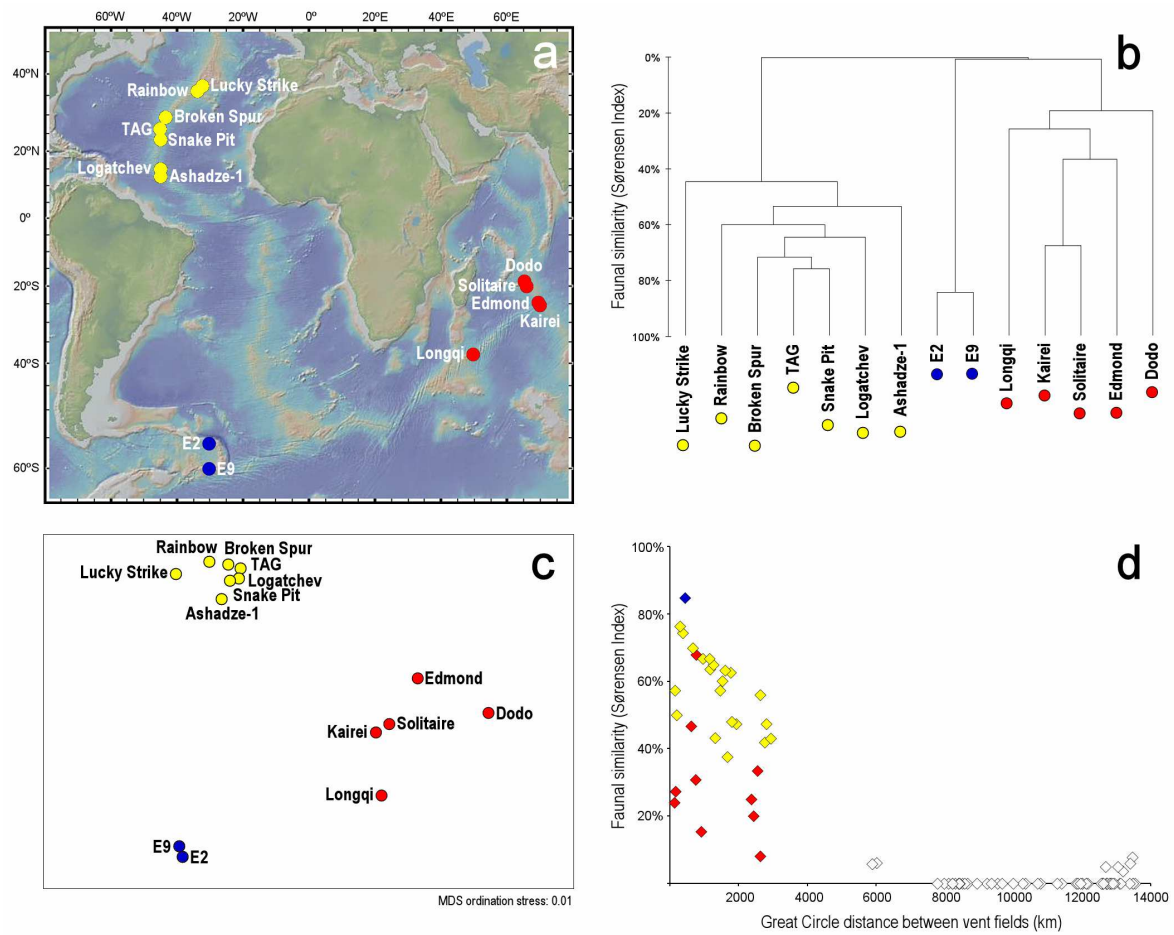 100°W 80°W 60°W 40°W 20°W 0° 20°E 40°E 60°E
a
40°N
20°N
0°
20°S
40°S
60°S
Lucky Strike
Rainbow
Broken Spur
TAG
Snake Pit
Logatchev
Ashadze-1
Dodo
Solitaire
Edmond
Kairei
Longqi
E2
E9
b
Faunal similarity (Sørensen Index)
0%
20%
40%
60%
80%
100%
Lucky Strike
Rainbow
Broken Spur
TAG
Snake Pit
Logatchev
Ashadze-1
E2
E9
Longqi
Kairei
Solitaire
Edmond
Dodo
c
Rainbow
Broken Spur
Lucky Strike
TAG
Logatchev
Snake Pit
Ashadze-1
Edmond
Dodo
Solitaire
Kairei
Longqi
E9
E2
MDS ordination stress: 0.01
d
Faunal similarity (Sørensen Index)
100%
80%
60%
40%
20%
2000 4000 6000 8000 10000 12000 14000
Great Circle distance between vent fields (km)